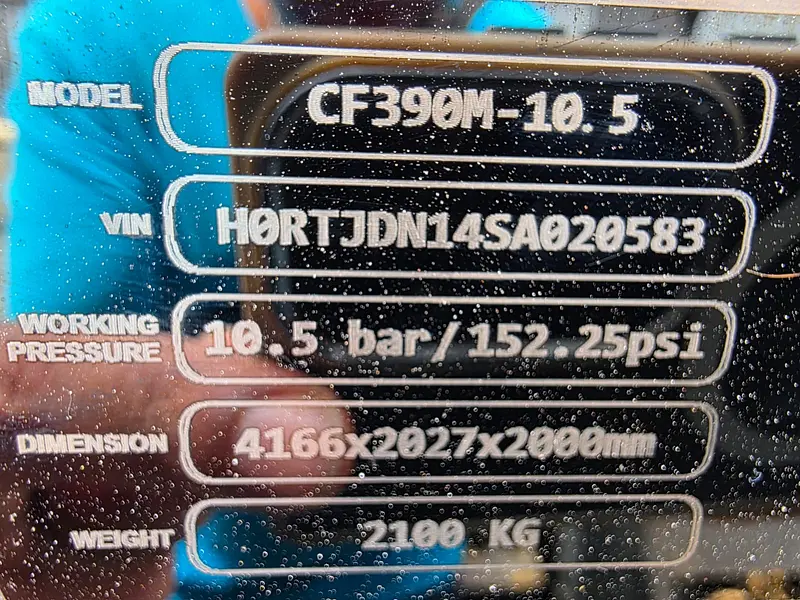 MODEL CF390M-10.5
VIN H0RTJDN14SA020583
WORKING PRESSURE 10.5 bar/152.25psi
DIMENSION 4166x2027x2000mm
WEIGHT 2100 KG